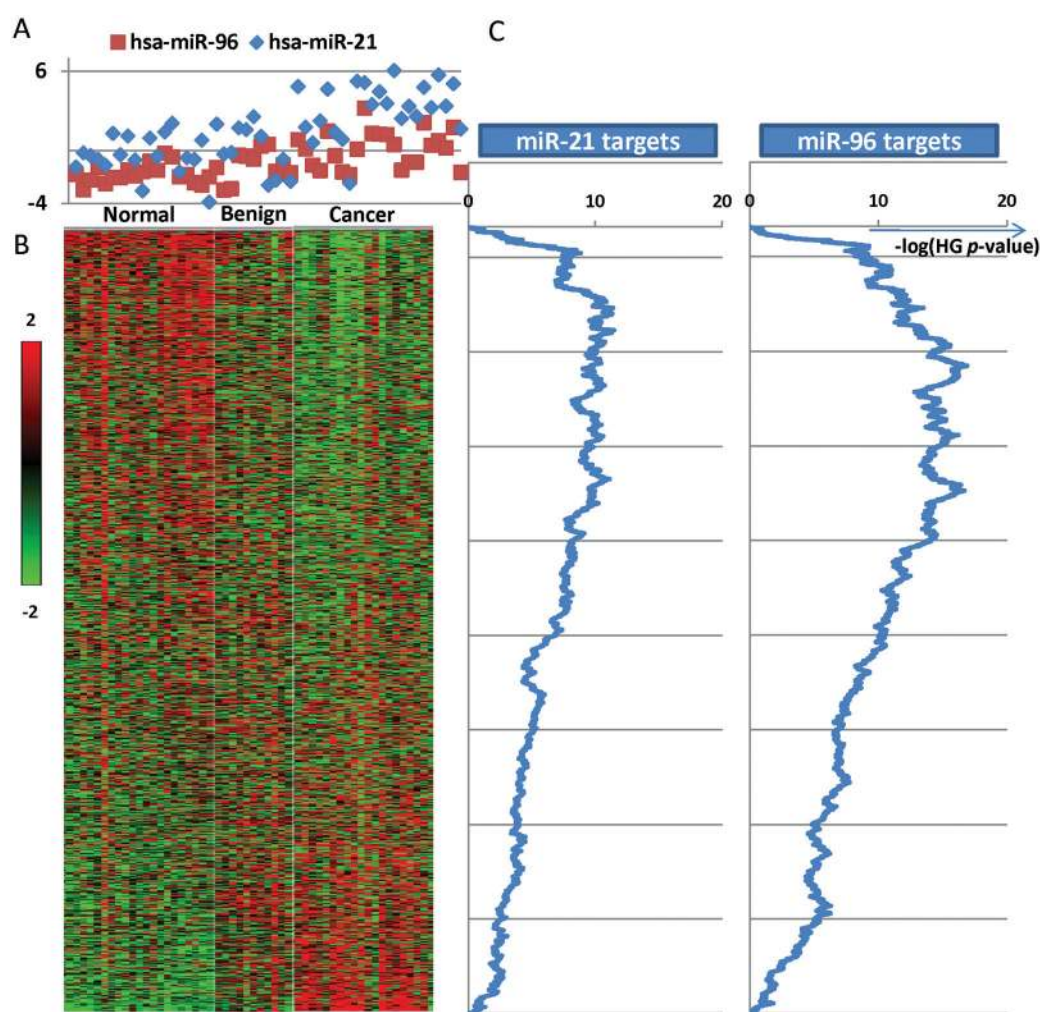 A
hsa-miR-96 hsa-miR-21
6
-4
Normal Benign Cancer
B
2
-2
C
miR-21 targets miR-96 targets
0 10 20 0 10 20
-log(HG p-value)